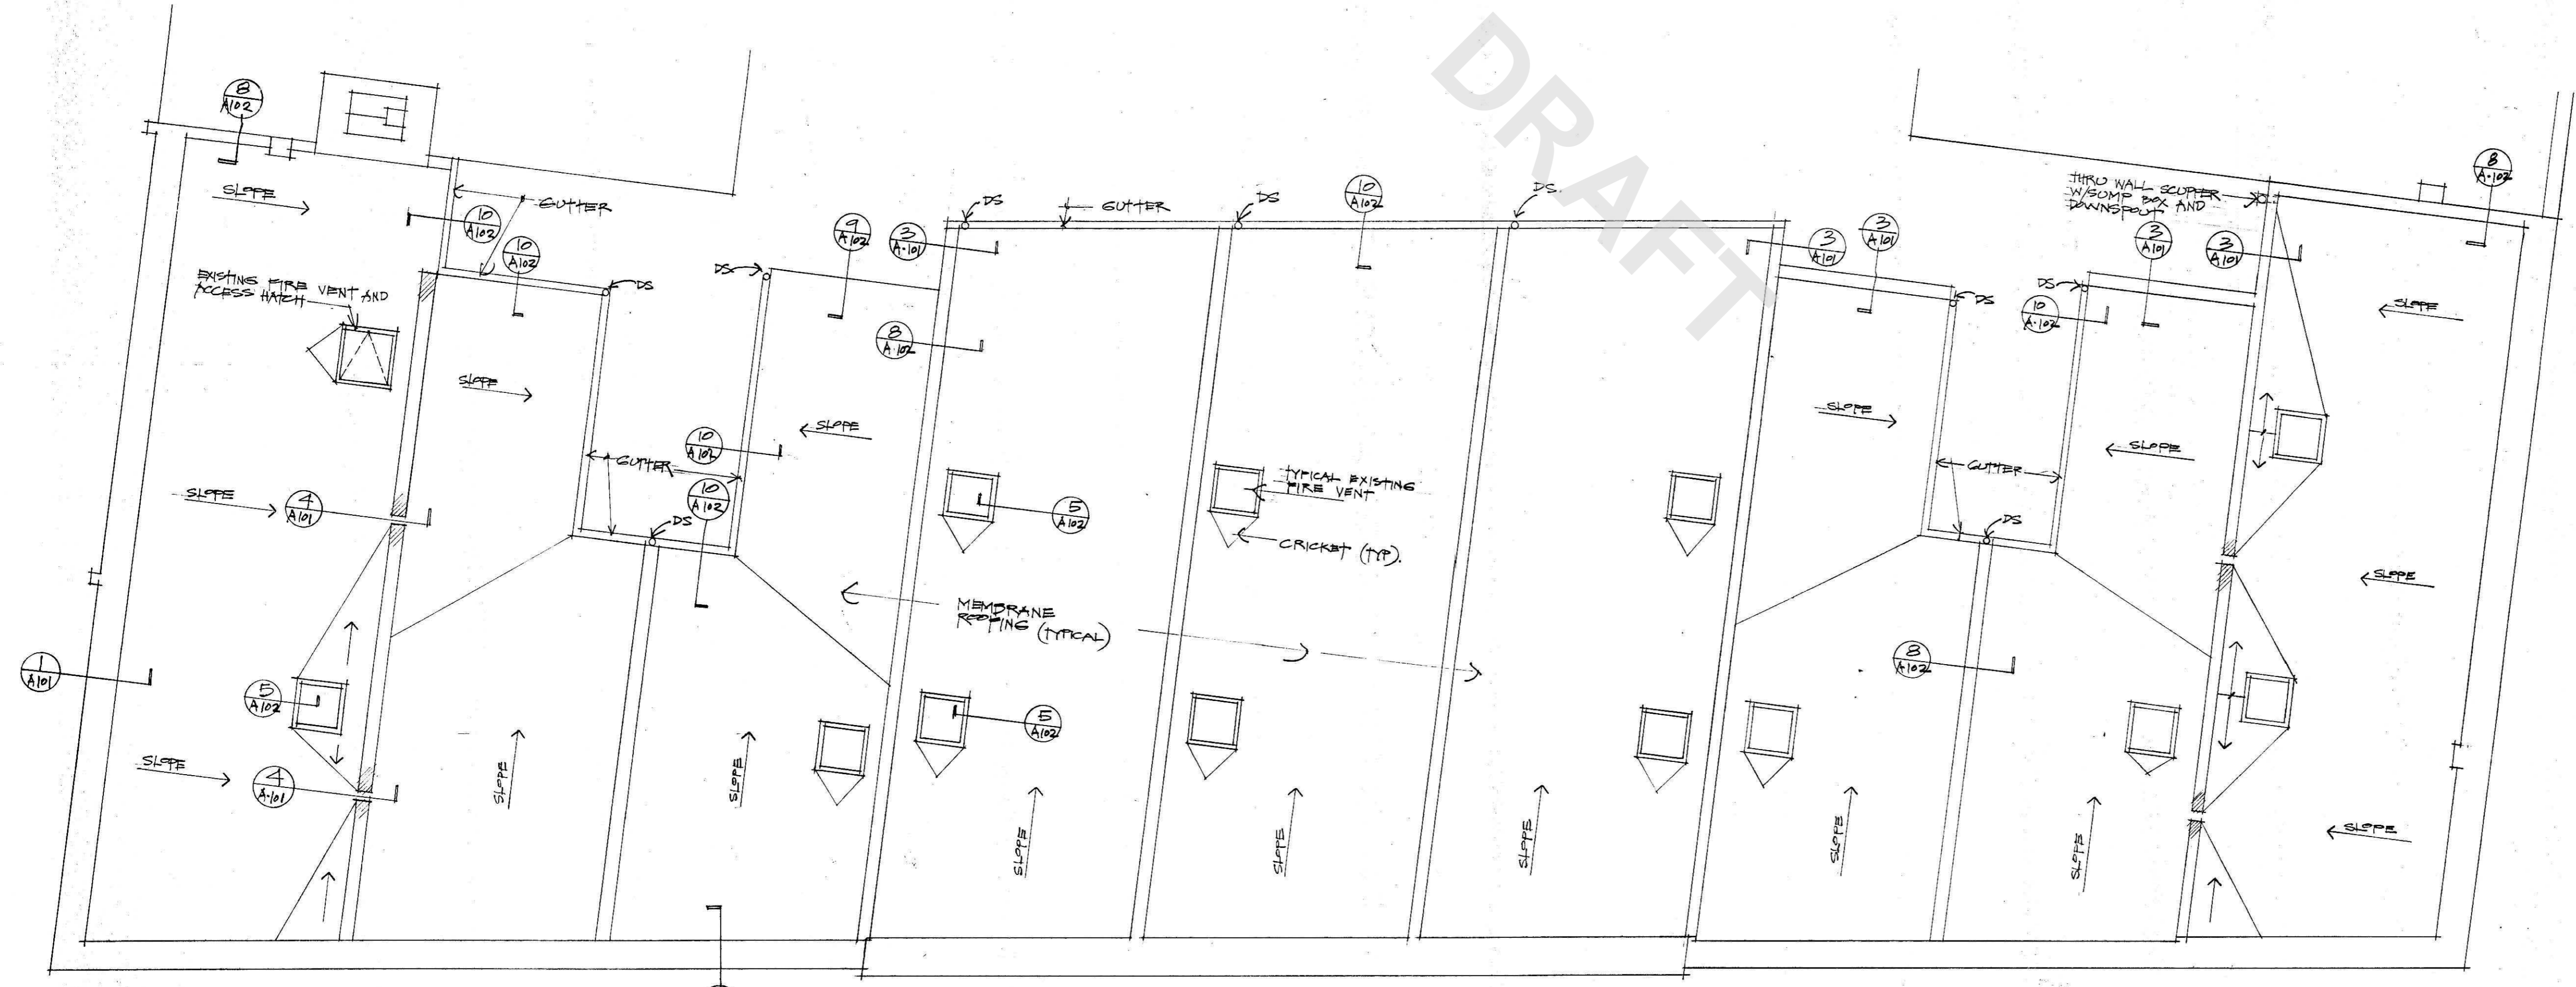 DRAFT
8
A102
SLOPE
GUTTER
10
A102
10
A102
DS
EXISTING FIRE VENT AND
ACCESS HATCH
SLOPE
SLOPE
4
A101
1
A101
5
A102
SLOPE
4
A-101
SLOPE
GUTTER
DS
10
A102
10
A102
DS
9
A102
3
A-101
8
A-102
SLOPE
SLOPE
DS
GUTTER
DS
10
A102
DS
5
A102
TYPICAL EXISTING
FIRE VENT
CRICKET (TYP).
MEMBRANE
ROOFING (TYPICAL)
5
A102
SLOPE
SLOPE
SLOPE
3
A101
3
A101
DS
DS
10
A-102
3
A101
3
A101
THRU WALL SCUPPER
W/SUMP BOX AND
DOWNSPOUT
8
A-102
SLOPE
SLOPE
SLOPE
GUTTER
DS
SLOPE
8
A102
SLOPE
SLOPE
SLOPE